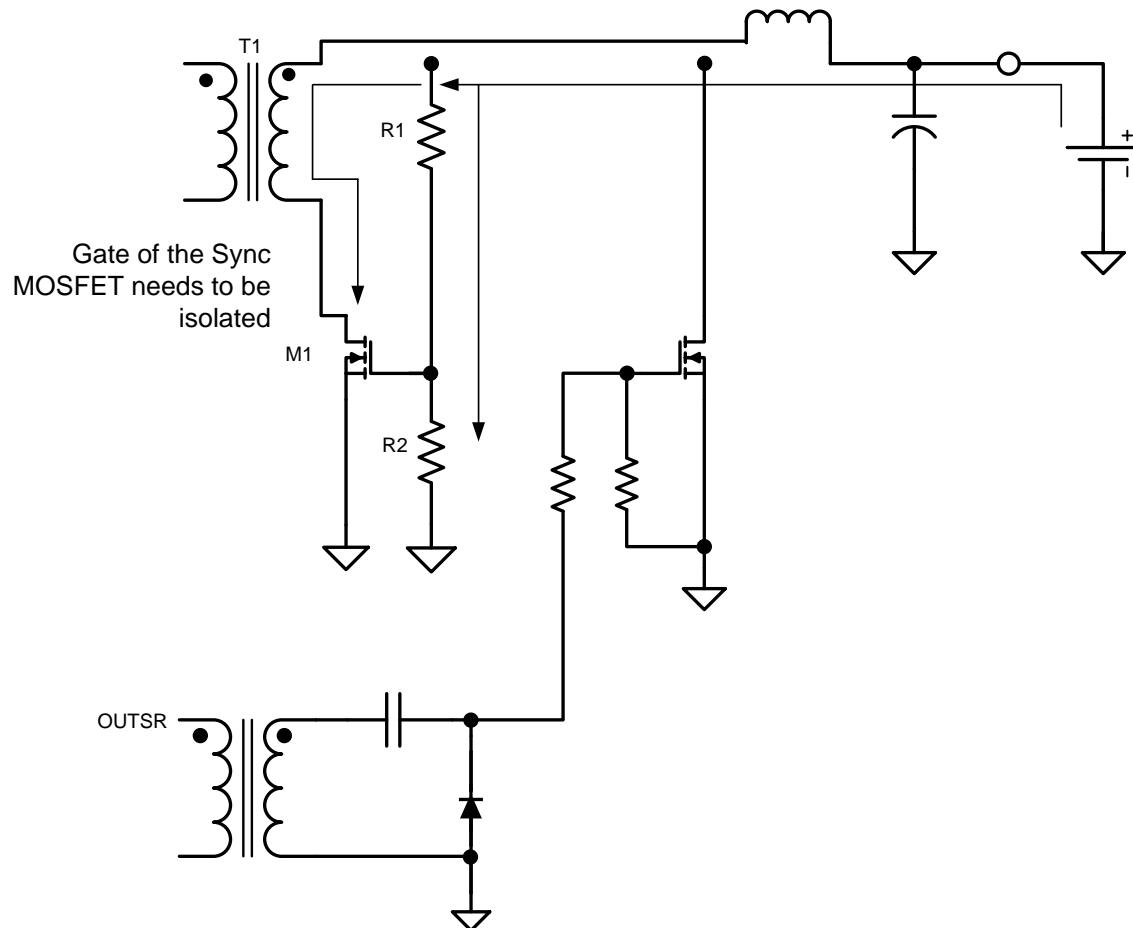 T1
R1
+
-
Gate of the Sync
MOSFET needs to be
isolated
M1
R2
OUTSR